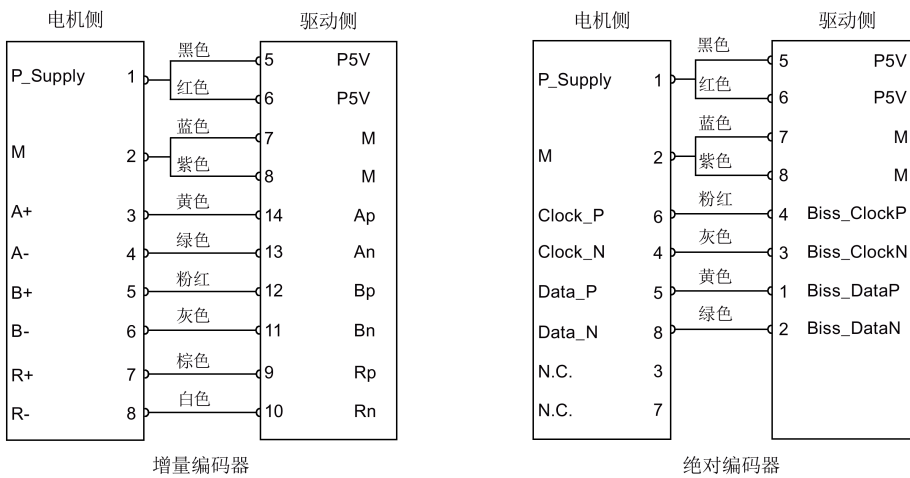 电机侧 驱动侧
P_Supply 1 黑色 5 P5V
红色 6 P5V
M 2 蓝色 7 M
紫色 8 M
A+ 3 黄色 14 Ap
A- 4 绿色 13 An
B+ 5 粉红 12 Bp
B- 6 灰色 11 Bn
R+ 7 棕色 9 Rp
R- 8 白色 10 Rn
增量编码器
电机侧 驱动侧
P_Supply 1 黑色 5 P5V
红色 6 P5V
M 2 蓝色 7 M
紫色 8 M
Clock_P 6 粉红 4 Biss_ClockP
Clock_N 4 灰色 3 Biss_ClockN
Data_P 5 黄色 1 Biss_DataP
Data_N 8 绿色 2 Biss_DataN
N.C. 3
N.C. 7
绝对编码器